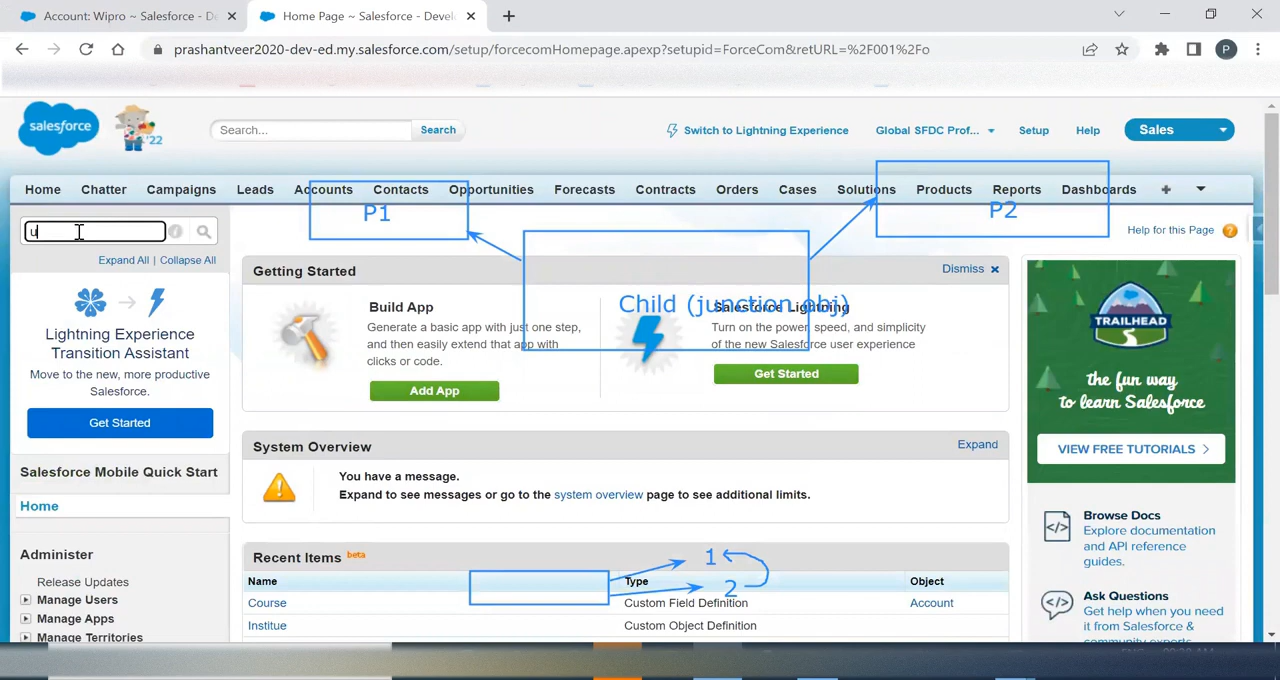 Account: Wipro ~ Salesforce - De
Home Page ~ Salesforce - Develo
prashantveer2020-dev-ed.my.salesforce.com/setup/forcecomHomepage.apexp?setupid=ForceCom&retURL=%2F001%2Fo
P
salesforce
'22
Search...
Search
Switch to Lightning Experience
Global SFDC Prof...
Setup
Help
Sales
Home Chatter Campaigns Leads Accounts Contacts Opportunities Forecasts Contracts Orders Cases Solutions Products Reports Dashboards +
P1
P2
u
Help for this Page
Expand All | Collapse All
Lightning Experience
Transition Assistant
Move to the new, more productive
Salesforce.
Get Started
Salesforce Mobile Quick Start
Home
Administer
Release Updates
Manage Users
Manage Apps
Manage Territories
Getting Started
Dismiss
Build App
Generate a basic app with just one step,
and then easily extend that app with
clicks or code.
Add App
Child (junction obj)
Salesforce Lightning
Turn on the power, speed, and simplicity
of the new Salesforce user experience
Get Started
System Overview
Expand
You have a message.
Expand to see messages or go to the system overview page to see additional limits.
Recent Items beta
1
2
Name Type Object
Course Custom Field Definition Account
Institue Custom Object Definition
TRAILHEAD
the fun way
to learn Salesforce
VIEW FREE TUTORIALS
Browse Docs
Explore documentation
and API reference
guides.
Ask Questions
Get help when you need
it from Salesforce &
community experts.